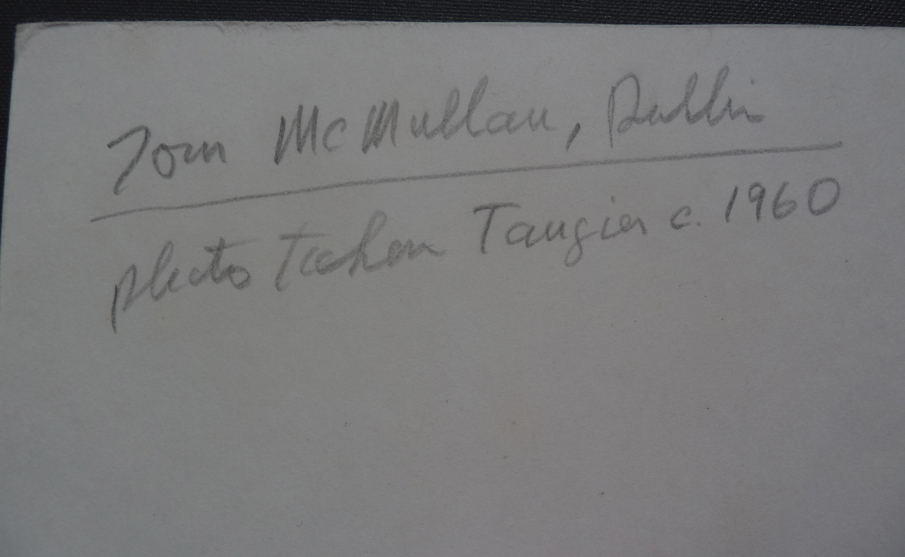 Tom McMullan, Dublin
photo taken Tangier c. 1960